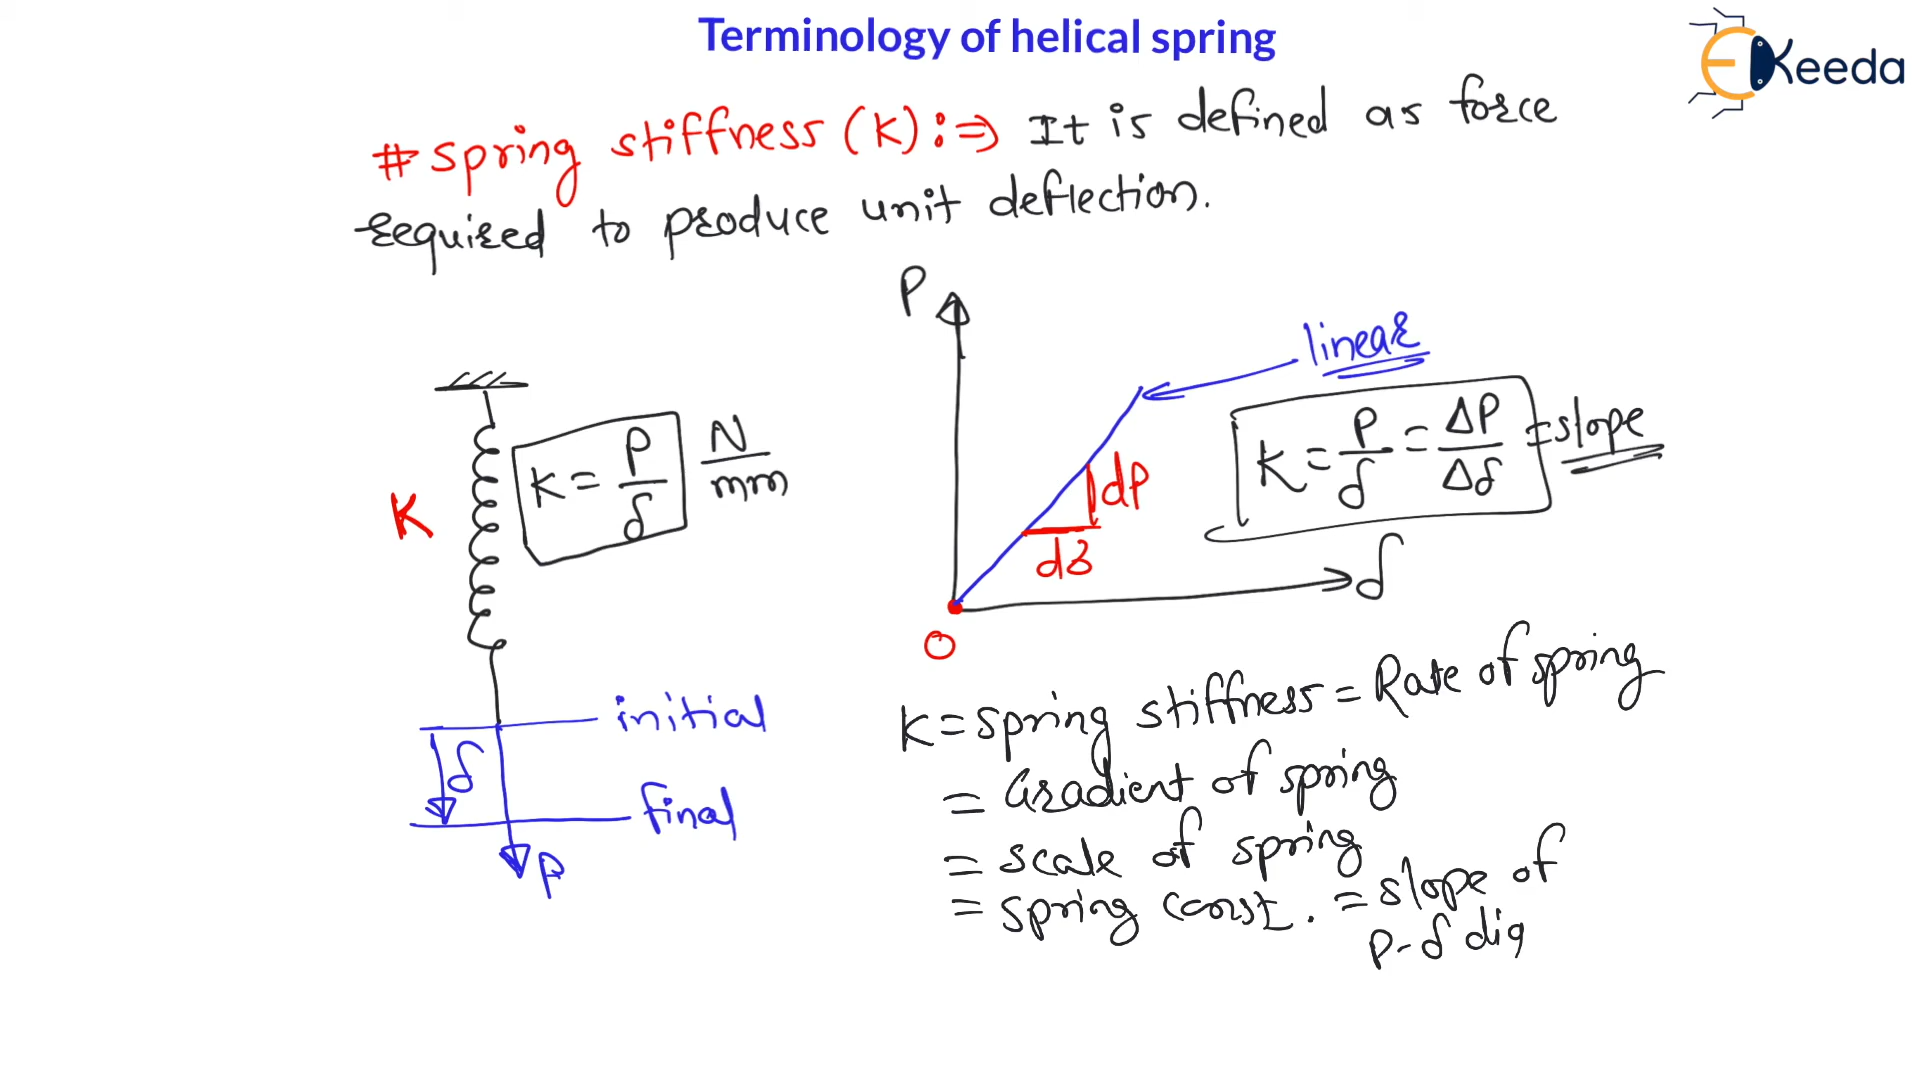 Terminology of helical spring
EKeeda
# spring stiffness (K) :⇒ It is defined as force
required to produce unit deflection.
P
linear
K = P/δ N/mm
K
K = P/δ = ΔP/Δδ = slope
dP
dδ
δ
O
initial
δ
final
P
K = spring stiffness = Rate of spring
= Gradient of spring
= scale of spring
= spring const. = slope of
P-δ dia